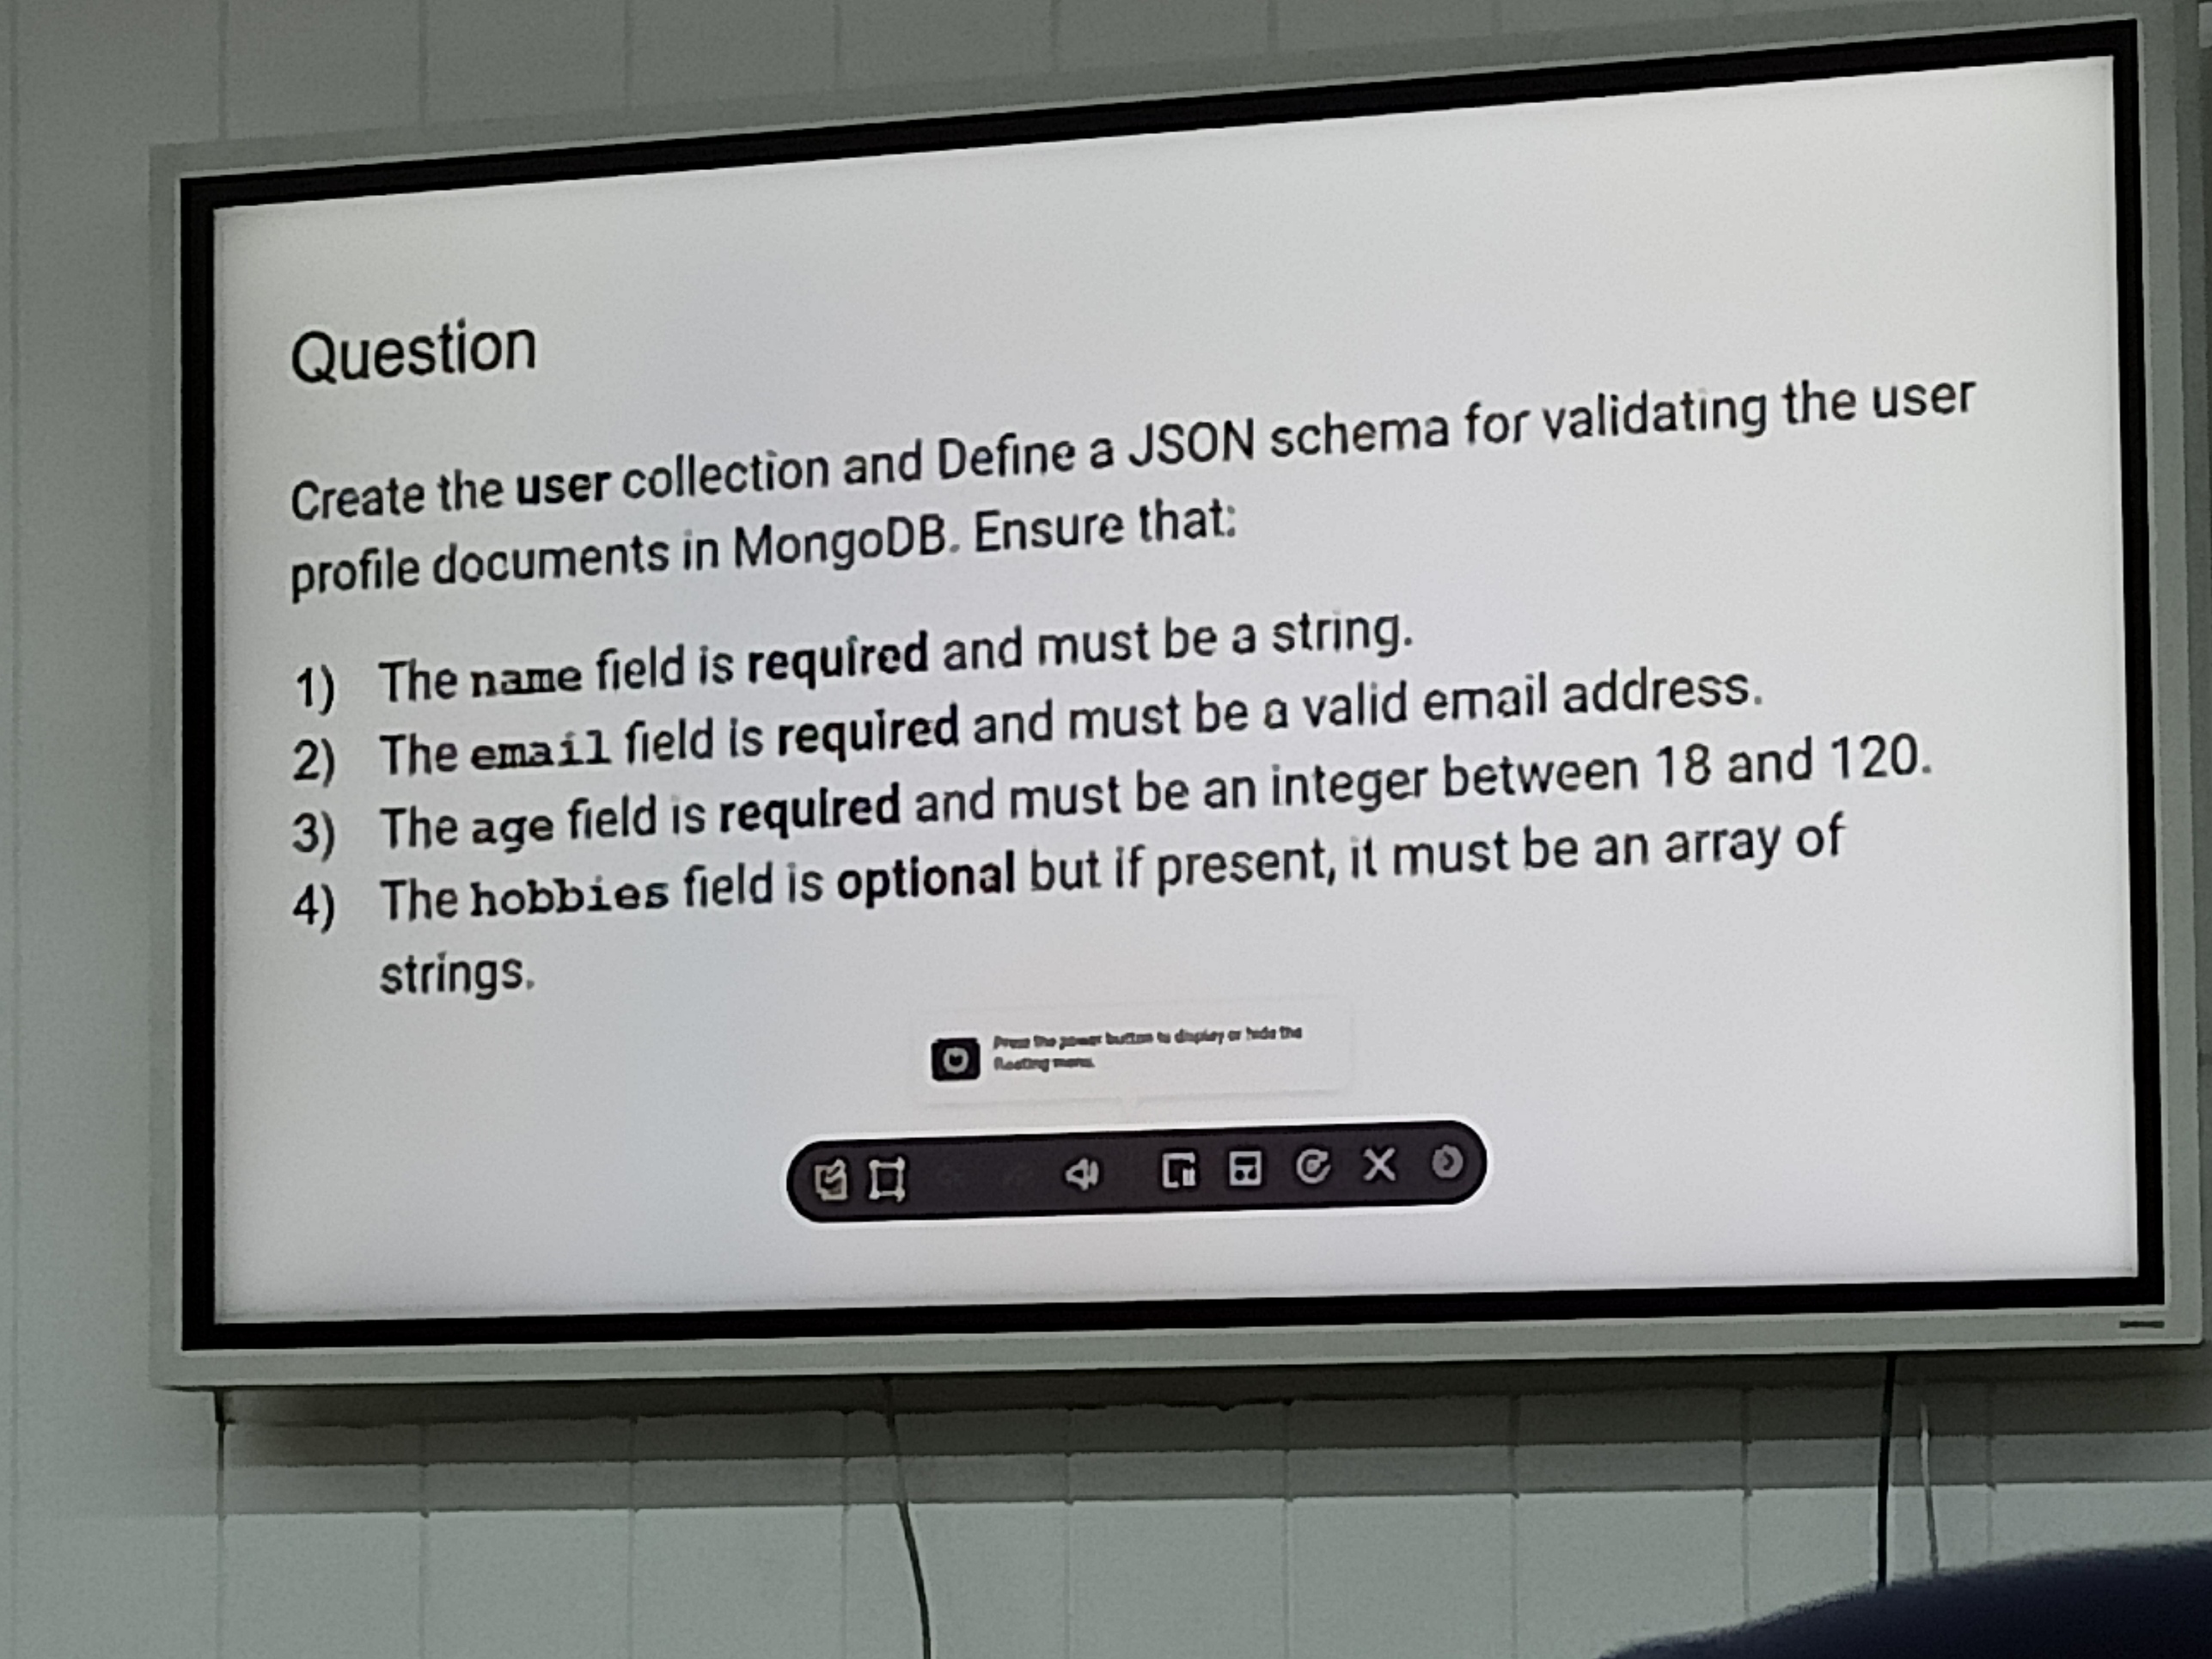 Question
Create the user collection and Define a JSON schema for validating the user
profile documents in MongoDB. Ensure that:
1) The name field is required and must be a string.
2) The email field is required and must be a valid email address.
3) The age field is required and must be an integer between 18 and 120.
4) The hobbies field is optional but if present, it must be an array of
strings.
Press the power button to display or hide the
floating menu.